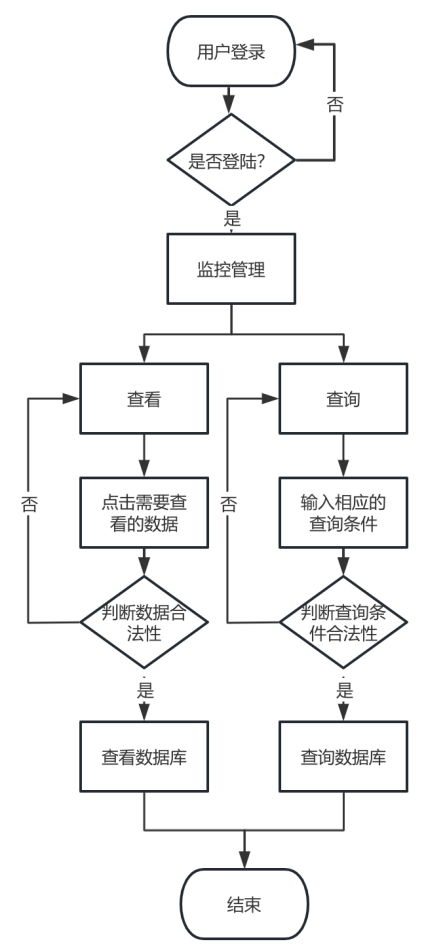 用户登录
否
是否登陆?
是
监控管理
查看
查询
否
点击需要查
看的数据
否
输入相应的
查询条件
判断数据合
法性
判断查询条
件合法性
是
是
查看数据库
查询数据库
结束